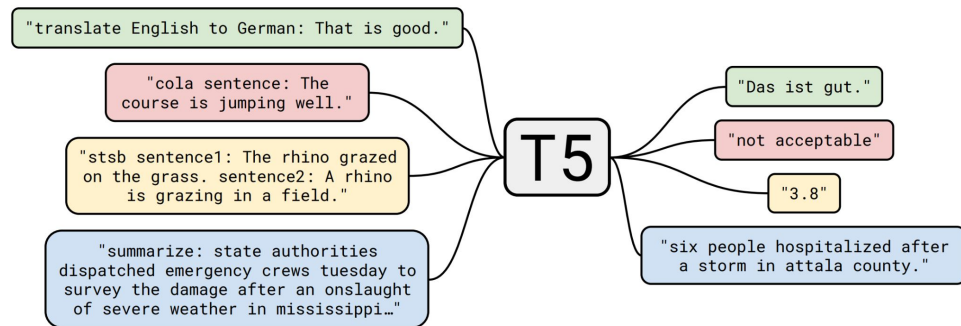 "translate English to German: That is good."
"cola sentence: The
course is jumping well."
"stsb sentence1: The rhino grazed
on the grass. sentence2: A rhino
is grazing in a field."
"summarize: state authorities
dispatched emergency crews tuesday to
survey the damage after an onslaught
of severe weather in mississippi…"
T5
"Das ist gut."
"not acceptable"
"3.8"
"six people hospitalized after
a storm in attala county."